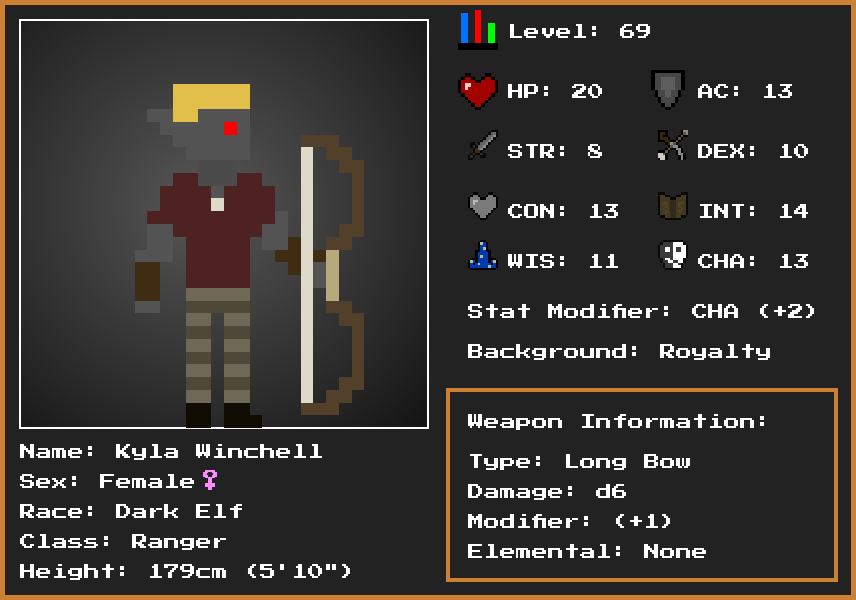 Level: 69
HP: 20
AC: 13
STR: 8
DEX: 10
CON: 13
INT: 14
WIS: 11
CHA: 13
Stat Modifier: CHA (+2)
Background: Royalty
Weapon Information:
Type: Long Bow
Damage: d6
Modifier: (+1)
Elemental: None
Name: Kyla Winchell
Sex: Female♀
Race: Dark Elf
Class: Ranger
Height: 179cm (5'10")